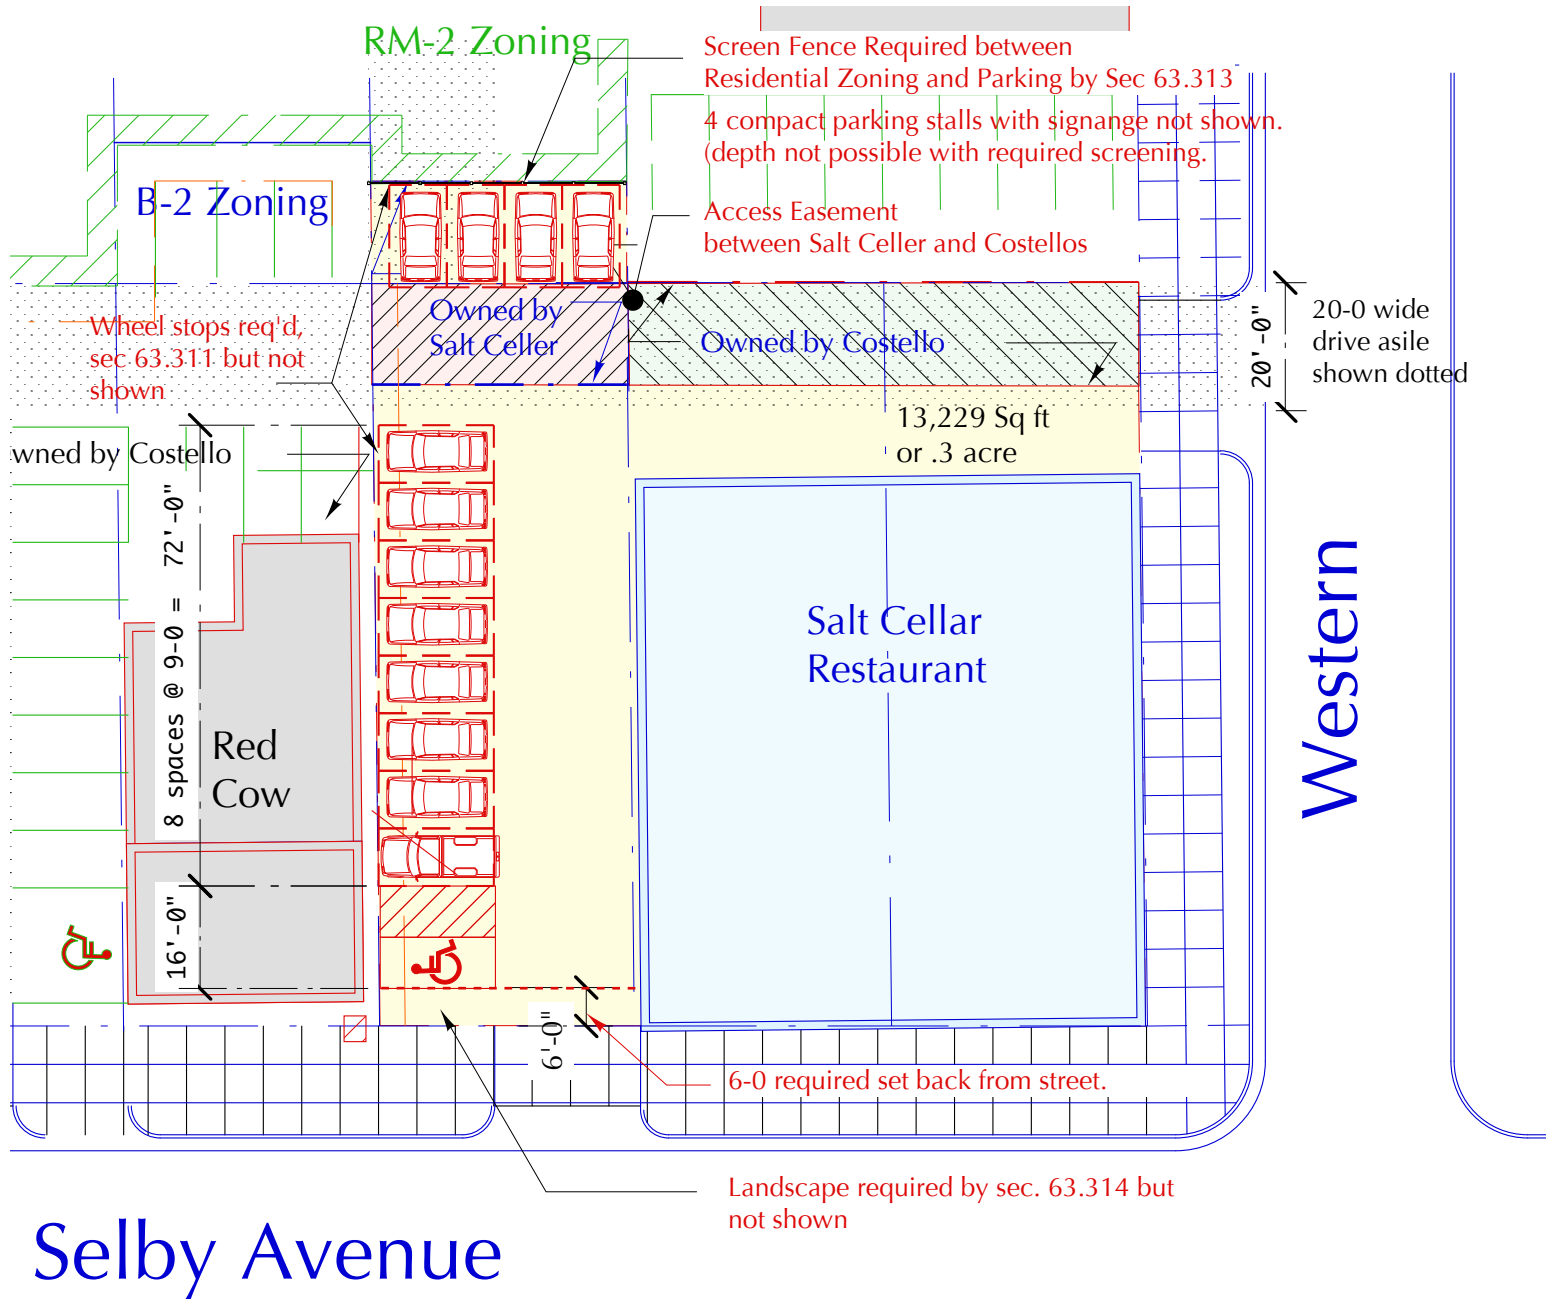 RM-2 Zoning
Screen Fence Required between
Residential Zoning and Parking by Sec 63.313
4 compact parking stalls with signange not shown.
(depth not possible with required screening.
B-2 Zoning
Access Easement
between Salt Celler and Costellos
Wheel stops req'd,
sec 63.311 but not
shown
Owned by
Salt Celler
Owned by Costello
20'-0"
20-0 wide
drive asile
shown dotted
13,229 Sq ft
or .3 acre
wned by Costello
8 spaces @ 9-0 = 72'-0"
Salt Cellar
Restaurant
Western
Red
Cow
16'-0"
6'-0"
6-0 required set back from street.
Landscape required by sec. 63.314 but
not shown
Selby Avenue